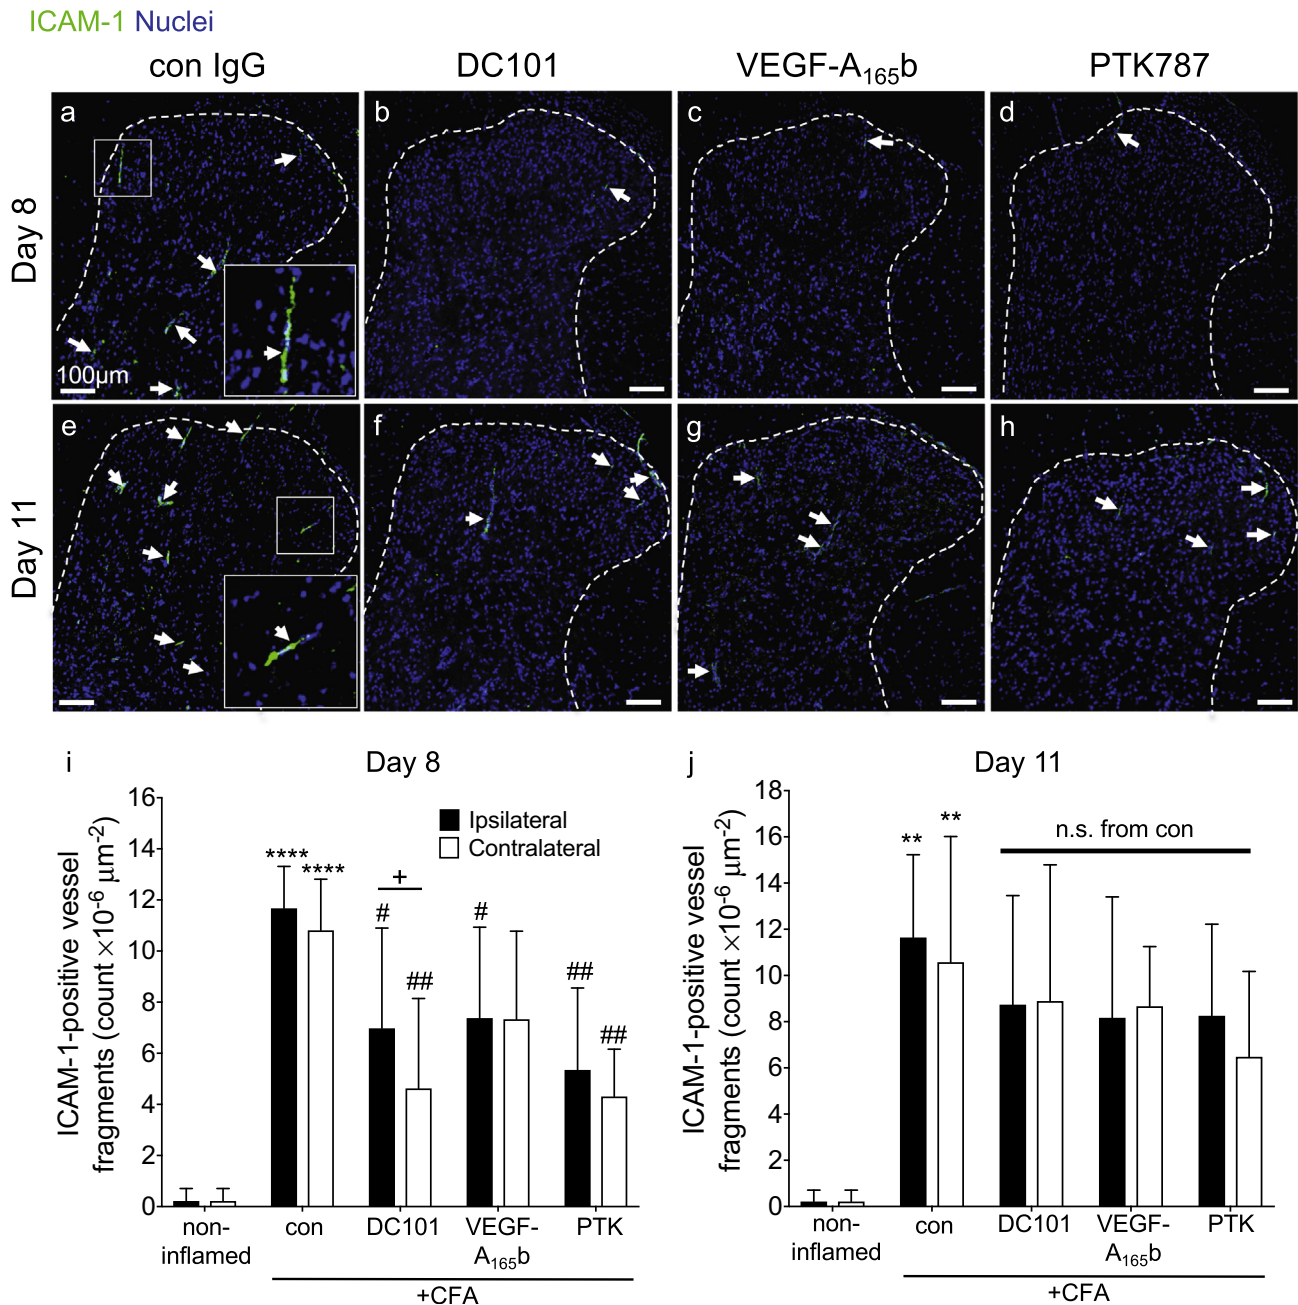 ICAM-1 Nuclei
con IgG DC101 VEGF-A₁₆₅b PTK787
Day 8
a b c d
100µm
Day 11
e f g h
i Day 8
ICAM-1-positive vessel
fragments (count ×10⁻⁶ µm⁻²)
16
14
12
10
8
6
4
2
0
Ipsilateral
Contralateral
**** ****
+
# ## # ## ##
non-inflamed con DC101 VEGF-A₁₆₅b PTK
+CFA
j Day 11
ICAM-1-positive vessel
fragments (count ×10⁻⁶ µm⁻²)
18
16
14
12
10
8
6
4
2
0
** **
n.s. from con
non-inflamed con DC101 VEGF-A₁₆₅b PTK
+CFA